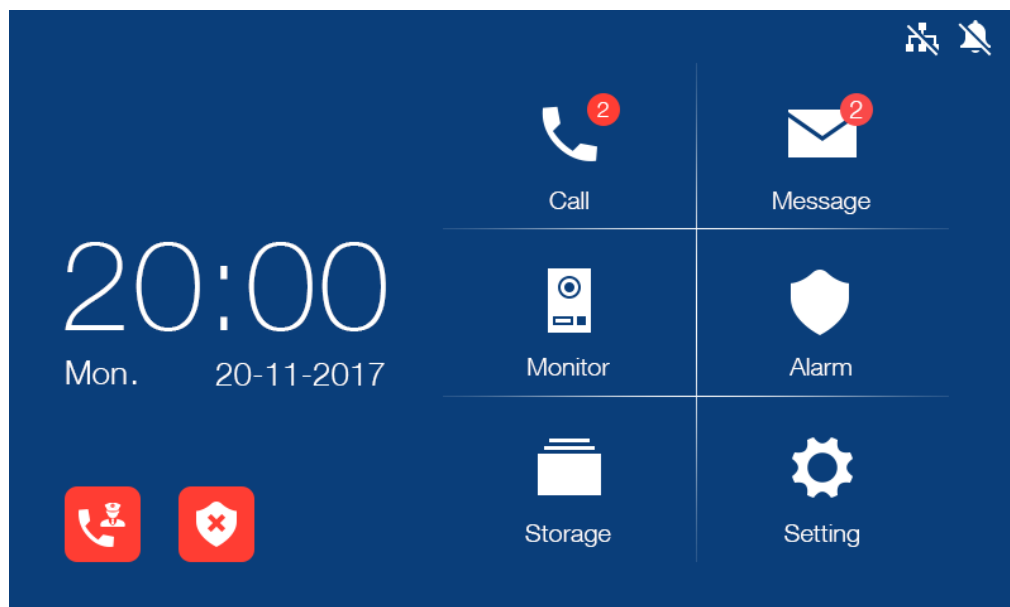 2
2
Call
Message
20:00
Mon.
20-11-2017
Monitor
Alarm
Storage
Setting